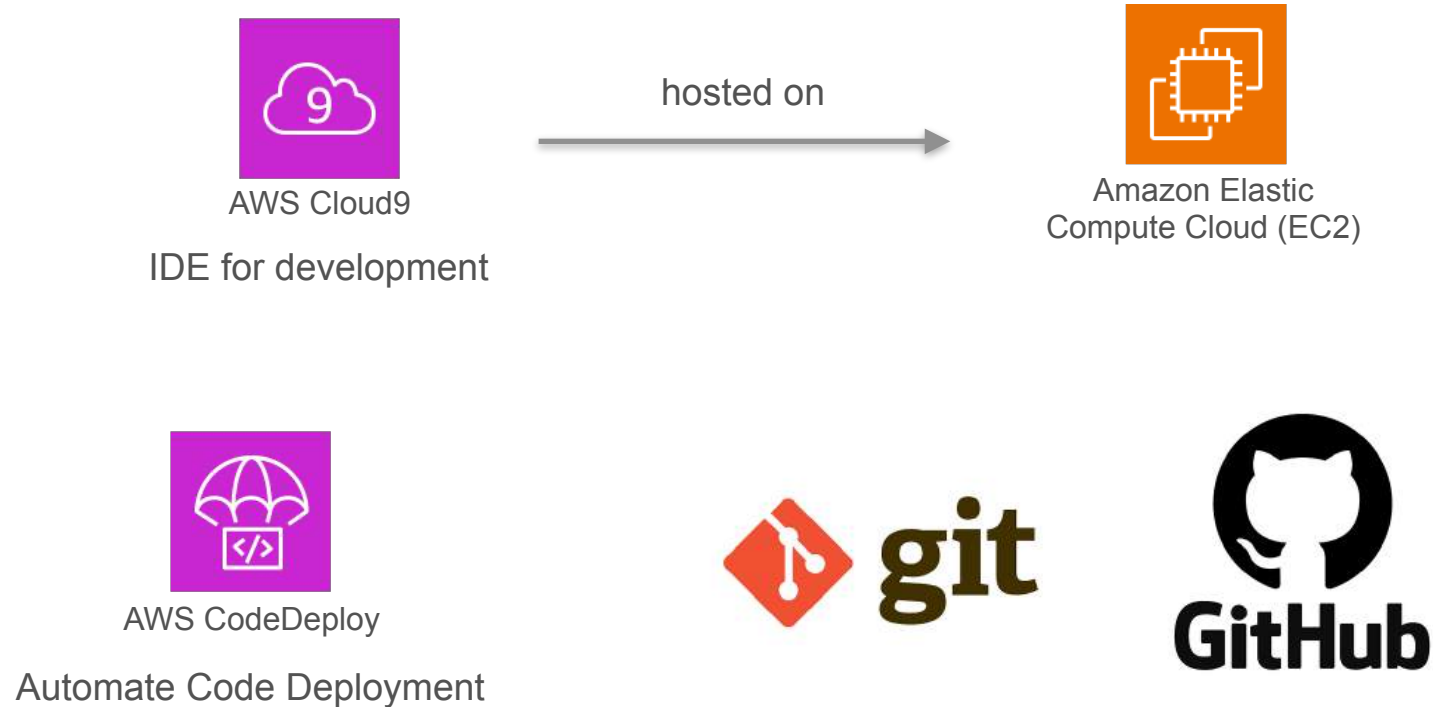 9
hosted on
AWS Cloud9
Amazon Elastic
Compute Cloud (EC2)
IDE for development
</>
git
GitHub
AWS CodeDeploy
Automate Code Deployment